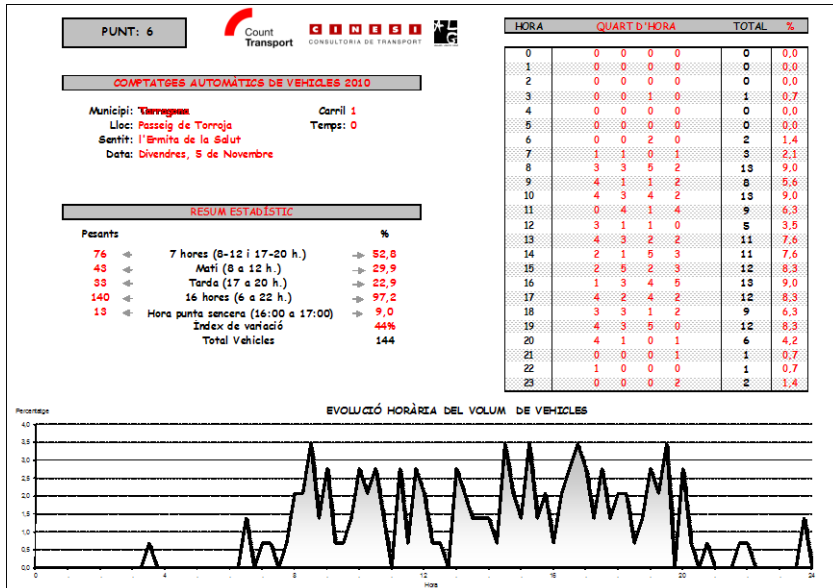 PUNT: 6
Count
Transport
CINESI
CONSULTORIA DE TRANSPORT
COMPTATGES AUTOMÀTICS DE VEHICLES 2010
Municipi: Tarragona Carril 1
Lloc: Passeig de Torroja Temps: 0
Sentit: l'Ermita de la Salut
Data: Divendres, 5 de Novembre
RESUM ESTADÍSTIC
Pesants %
76 7 hores (8-12 i 17-20 h.) 52,8
43 Matí (8 a 12 h.) 29,9
33 Tarda (17 a 20 h.) 22,9
140 16 hores (6 a 22 h.) 97,2
13 Hora punta sencera (16:00 a 17:00) 9,0
Índex de variació 44%
Total Vehicles 144
HORA QUART D'HORA TOTAL %
0 0 0 0 0 0 0,0
1 0 0 0 0 0 0,0
2 0 0 0 0 0 0,0
3 0 0 1 0 1 0,7
4 0 0 0 0 0 0,0
5 0 0 0 0 0 0,0
6 0 0 2 0 2 1,4
7 1 1 0 1 3 2,1
8 3 3 5 2 13 9,0
9 4 1 1 2 8 5,6
10 4 3 4 2 13 9,0
11 0 4 1 4 9 6,3
12 3 1 1 0 5 3,5
13 4 3 2 2 11 7,6
14 2 1 5 3 11 7,6
15 2 5 2 3 12 8,3
16 1 3 4 5 13 9,0
17 4 2 4 2 12 8,3
18 3 3 1 2 9 6,3
19 4 3 5 0 12 8,3
20 4 1 0 1 6 4,2
21 0 0 0 1 1 0,7
22 1 0 0 0 1 0,7
23 0 0 0 2 2 1,4
EVOLUCIÓ HORÀRIA DEL VOLUM DE VEHICLES
Percentatge
4,0
3,5
3,0
2,5
2,0
1,5
1,0
0,5
0,0
0 4 8 12 16 20 24
Hora